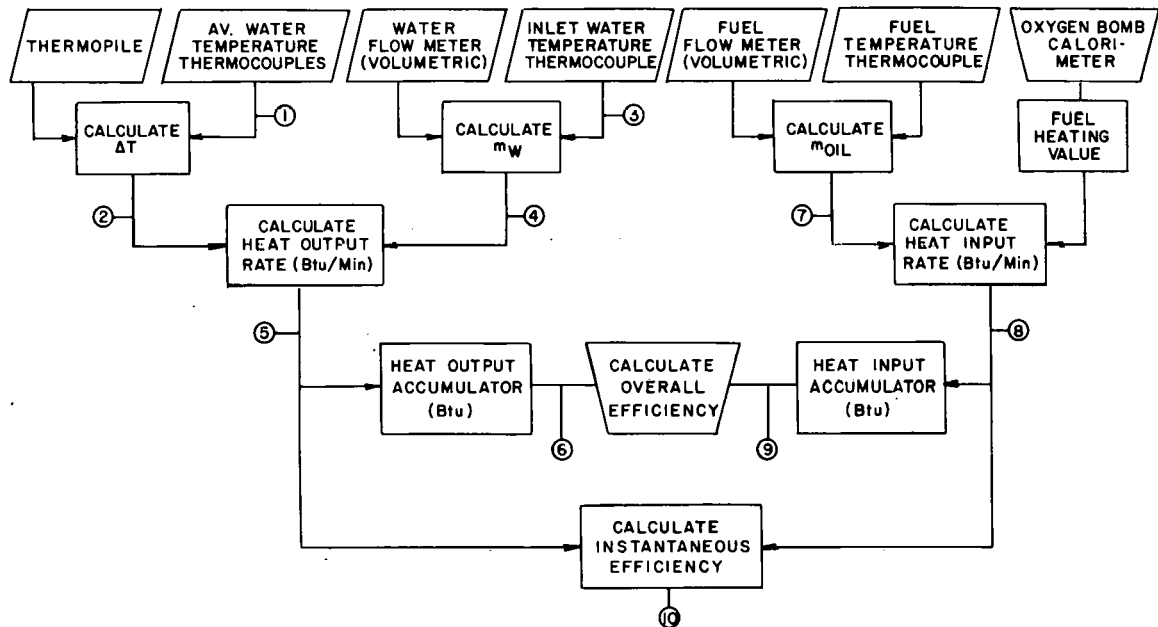 THERMOPILE
AV. WATER
TEMPERATURE
THERMOCOUPLES
WATER
FLOW METER
(VOLUMETRIC)
INLET WATER
TEMPERATURE
THERMOCOUPLE
FUEL
FLOW METER
(VOLUMETRIC)
FUEL
TEMPERATURE
THERMOCOUPLE
OXYGEN BOMB
CALORI-
METER
1
3
CALCULATE
ΔT
CALCULATE
mW
CALCULATE
mOIL
FUEL
HEATING
VALUE
2
4
7
CALCULATE
HEAT OUTPUT
RATE (Btu/Min)
CALCULATE
HEAT INPUT
RATE (Btu/Min)
5
8
HEAT OUTPUT
ACCUMULATOR
(Btu)
CALCULATE
OVERALL
EFFICIENCY
HEAT INPUT
ACCUMULATOR
(Btu)
6
9
CALCULATE
INSTANTANEOUS
EFFICIENCY
10